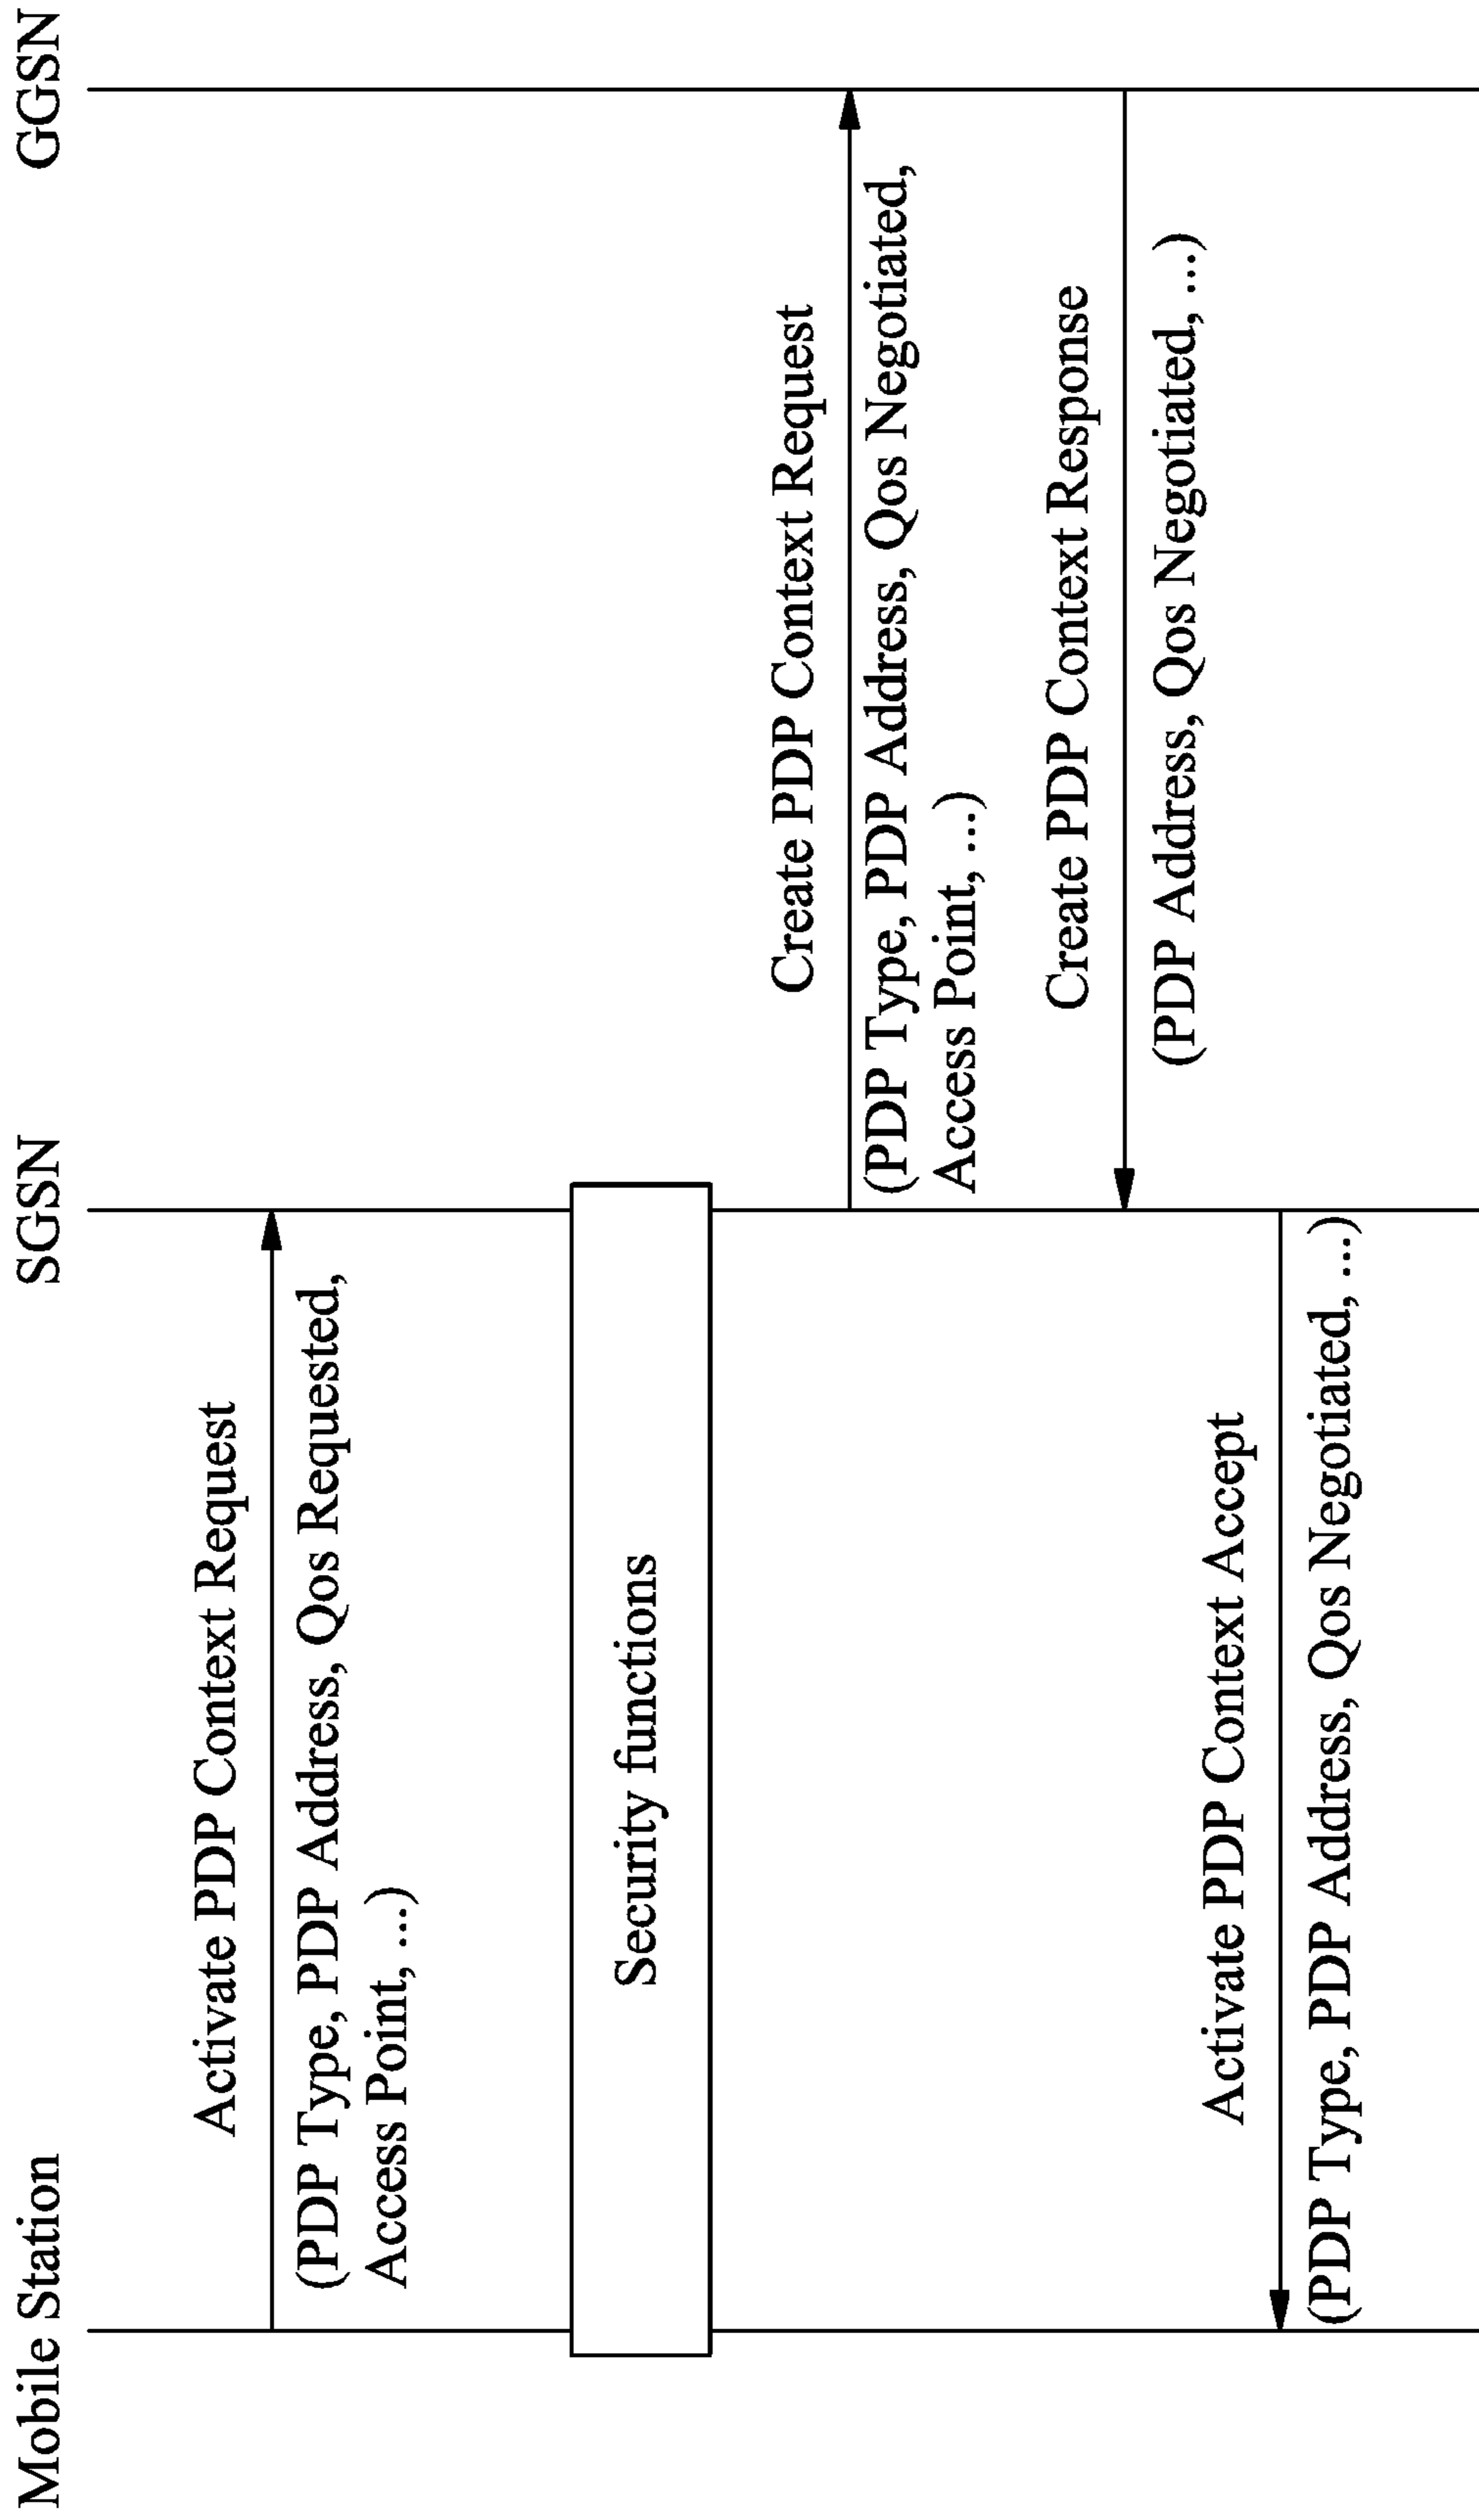 Mobile Station
SGSN
GGSN
Activate PDP Context Request
(PDP Type, PDP Address, Qos Requested,
Access Point, ...)
Security functions
Create PDP Context Request
(PDP Type, PDP Address, Qos Negotiated,
Access Point, ...)
Create PDP Context Response
(PDP Address, Qos Negotiated, ...)
Activate PDP Context Accept
(PDP Type, PDP Address, Qos Negotiated, ...)